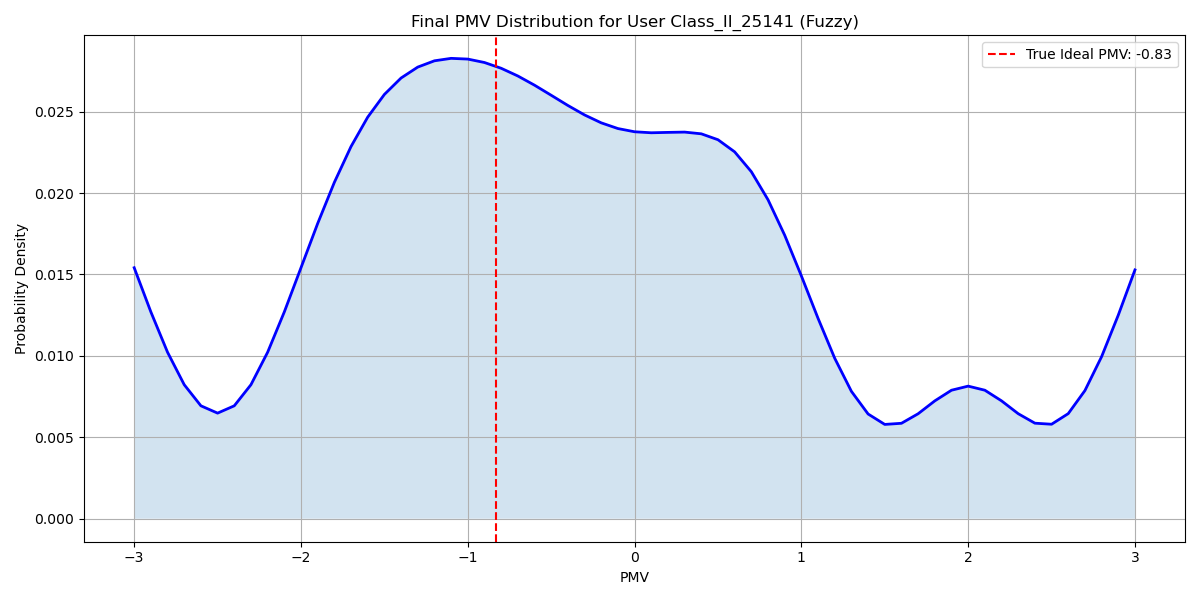 Final PMV Distribution for User Class_II_25141 (Fuzzy)
True Ideal PMV: -0.83
Probability Density
0.025
0.020
0.015
0.010
0.005
0.000
−3 −2 −1 0 1 2 3
PMV